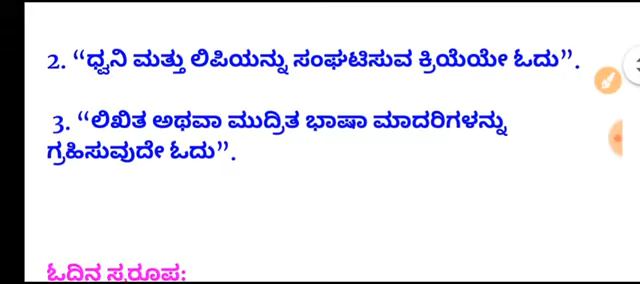 2. “ಧ್ವನಿ ಮತ್ತು ಲಿಪಿಯನ್ನು ಸಂಘಟಿಸುವ ಕ್ರಿಯೆಯೇ ಓದು”.
3. “ಲಿಖಿತ ಅಥವಾ ಮುದ್ರಿತ ಭಾಷಾ ಮಾದರಿಗಳನ್ನು
ಗ್ರಹಿಸುವುದೇ ಓದು”.
ಓದಿನ ಸ್ವರೂಪ: